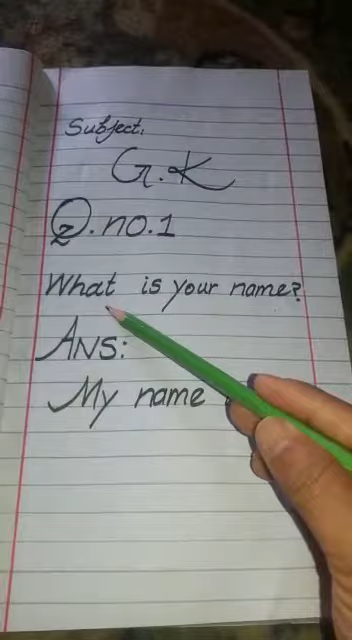 Subject:
G.K
Q.no.1
What is your name?
ANS:
My name